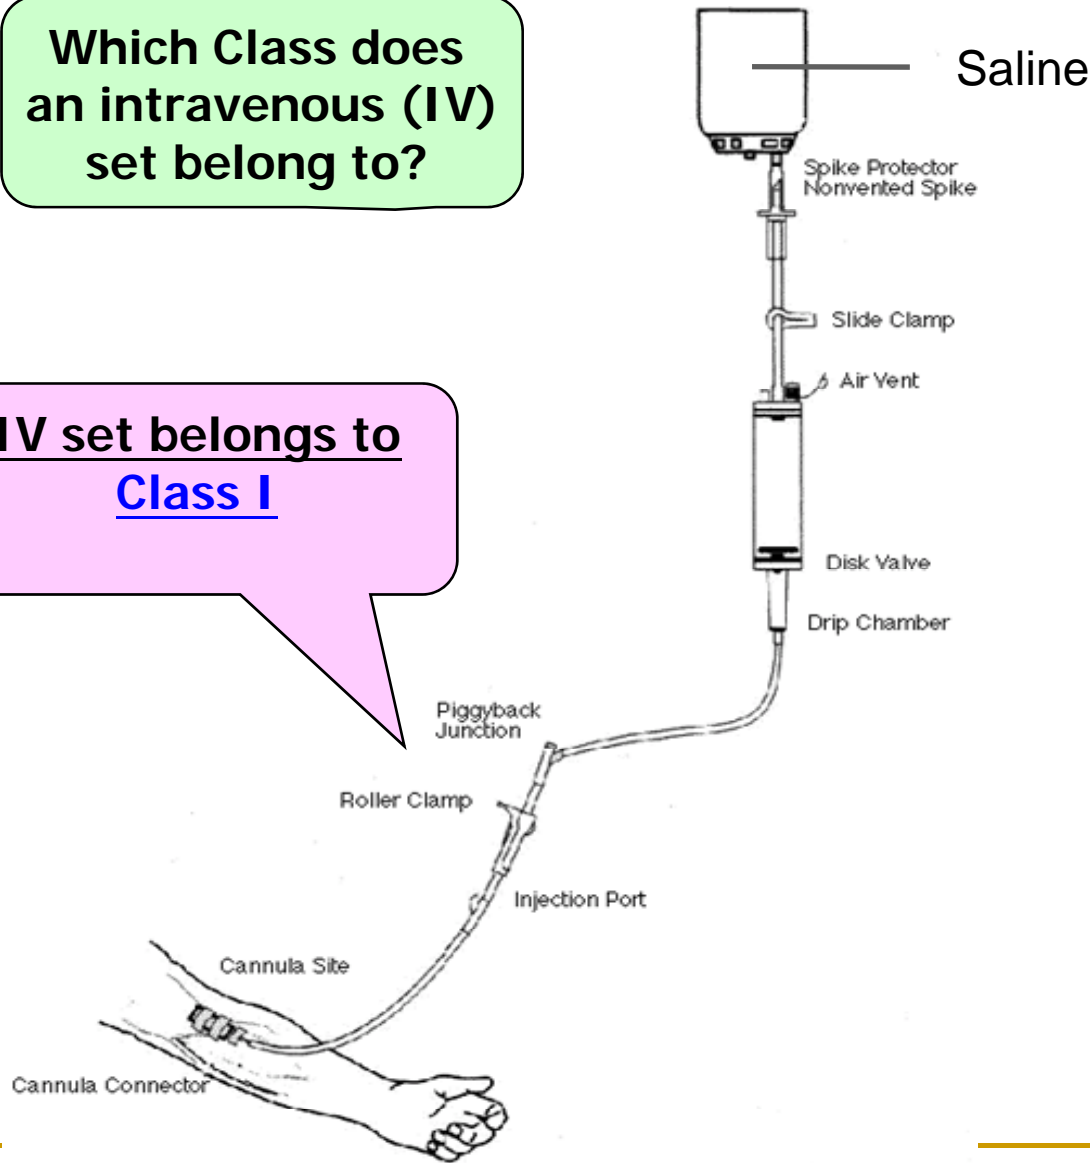 Which Class does
an intravenous (IV)
set belong to?
Saline
Spike Protector
Nonvented Spike
Slide Clamp
Air Vent
IV set belongs to
Class I
Disk Valve
Drip Chamber
Piggyback
Junction
Roller Clamp
Injection Port
Cannula Site
Cannula Connector